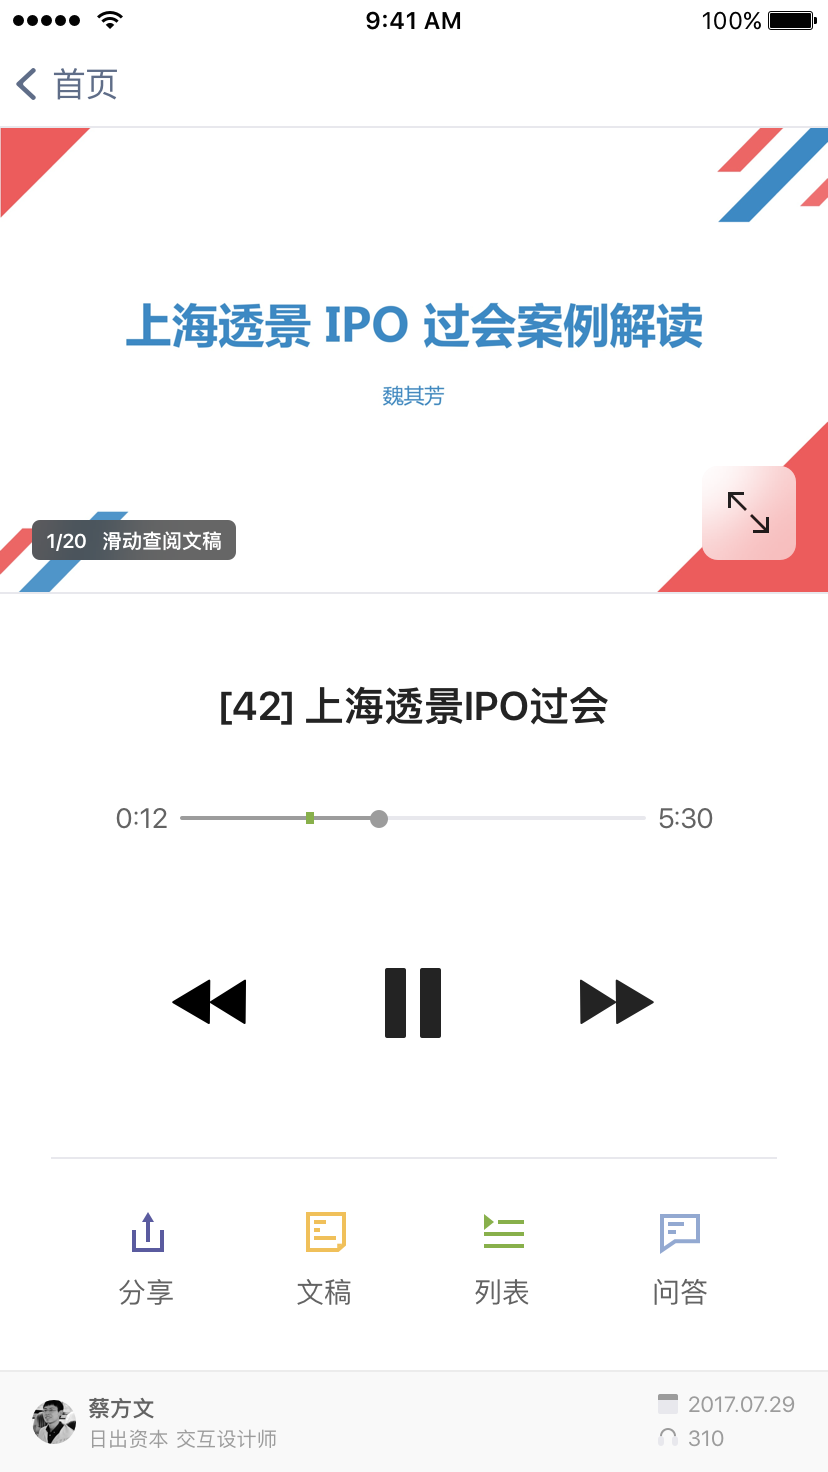 9:41 AM 100%
首页
上海透景 IPO 过会案例解读
魏其芳
1/20 滑动查阅文稿
[42] 上海透景IPO过会
0:12 5:30
分享 文稿 列表 问答
蔡方文 2017.07.29
日出资本 交互设计师 310